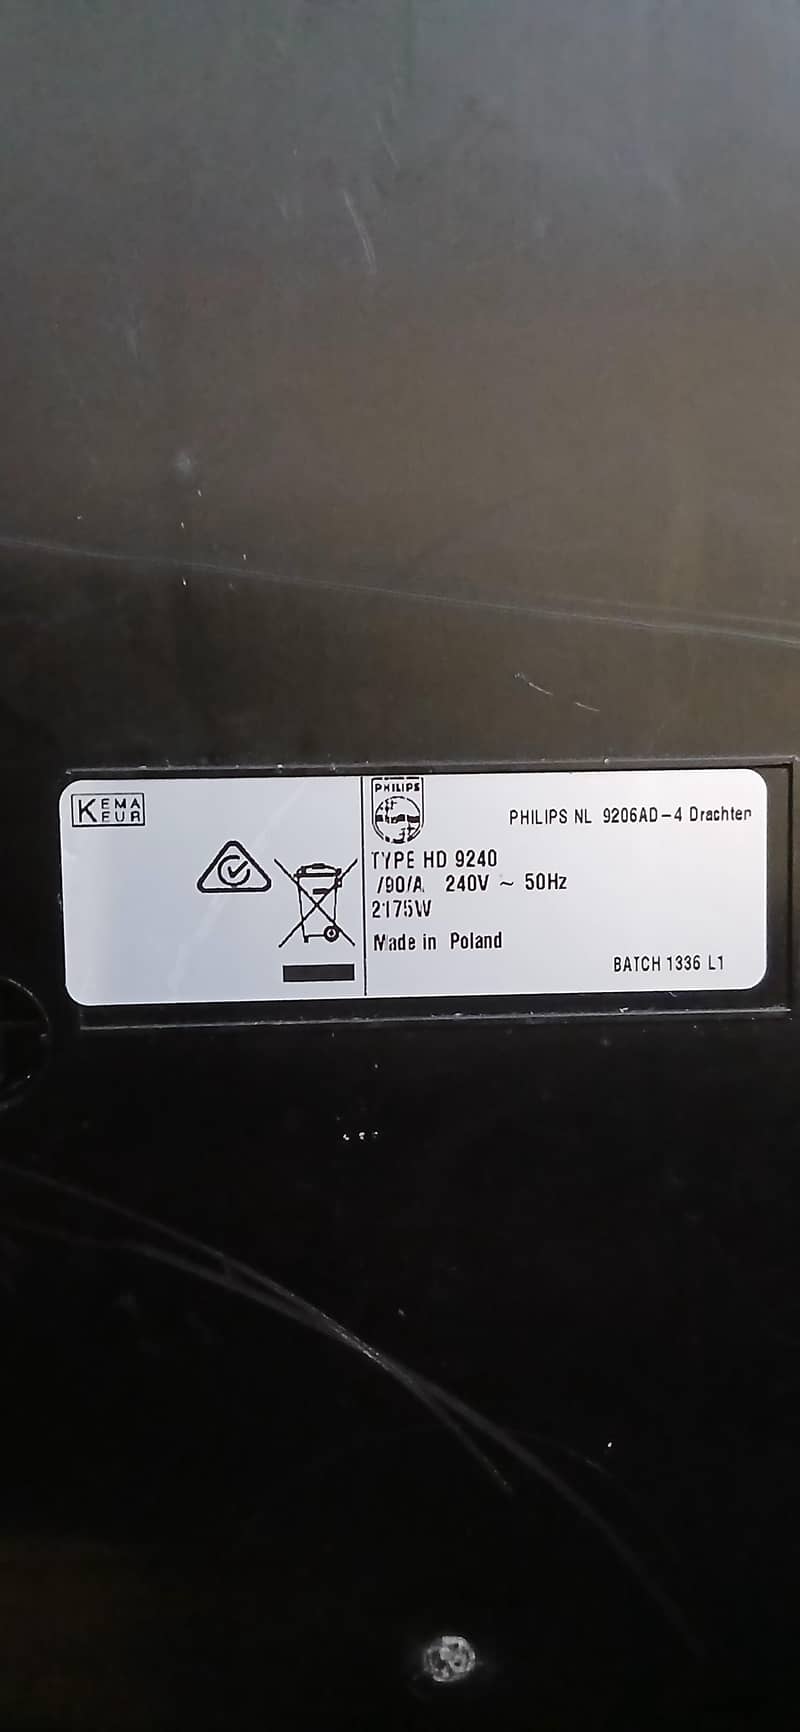 KEMA
KEUR
PHILIPS
PHILIPS NL 9206AD-4 Drachten
TYPE HD 9240
/90/A 240V ~ 50Hz
2175W
Made in Poland
BATCH 1336 L1